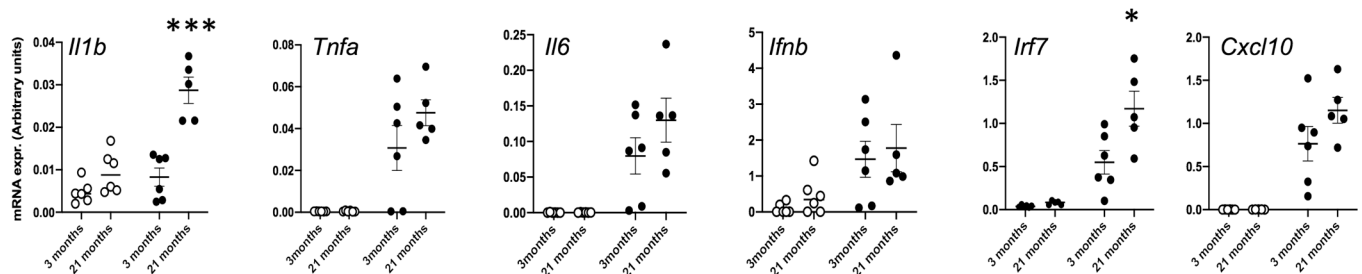 mRNA expr. (Arbitrary units)
Il1b
***
0.04
0.03
0.02
0.01
0.00
3 months
21 months
3 months
21 months
Tnfa
0.08
0.06
0.04
0.02
0.00
3months
21 months
3months
21 months
Il6
0.25
0.20
0.15
0.10
0.05
0.00
3months
21 months
3months
21 months
Ifnb
5
4
3
2
1
0
3months
21 months
3months
21 months
Irf7
*
2.0
1.5
1.0
0.5
0.0
3 months
21 months
3 months
21 months
Cxcl10
2.0
1.5
1.0
0.5
0.0
3 months
21 months
3 months
21 months